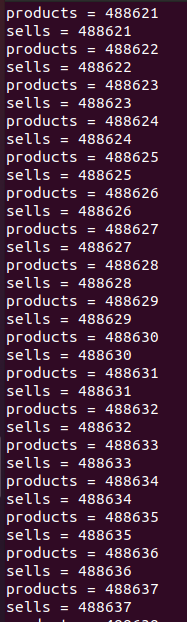 products = 488621
sells = 488621
products = 488622
sells = 488622
products = 488623
sells = 488623
products = 488624
sells = 488624
products = 488625
sells = 488625
products = 488626
sells = 488626
products = 488627
sells = 488627
products = 488628
sells = 488628
products = 488629
sells = 488629
products = 488630
sells = 488630
products = 488631
sells = 488631
products = 488632
sells = 488632
products = 488633
sells = 488633
products = 488634
sells = 488634
products = 488635
sells = 488635
products = 488636
sells = 488636
products = 488637
sells = 488637